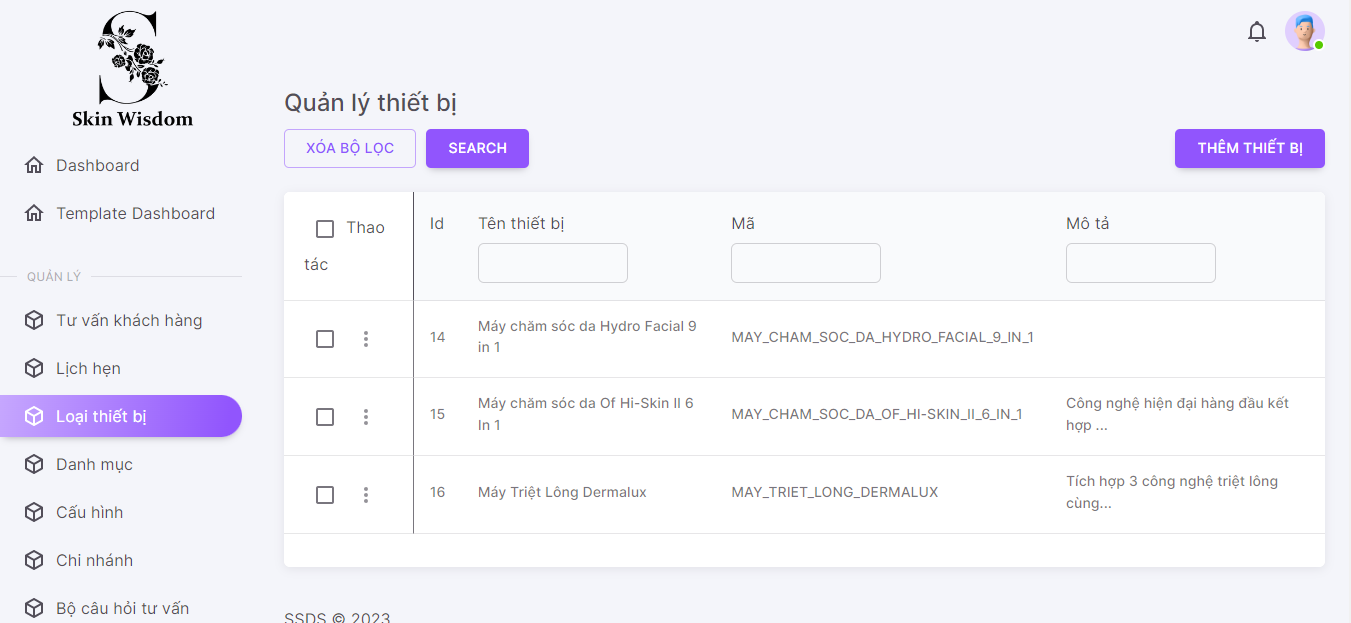 Skin Wisdom
Dashboard
Template Dashboard
QUẢN LÝ
Tư vấn khách hàng
Lịch hẹn
Loại thiết bị
Danh mục
Cấu hình
Chi nhánh
Bộ câu hỏi tư vấn
Quản lý thiết bị
XÓA BỘ LỌC
SEARCH
THÊM THIẾT BỊ
Thao
tác
Id
Tên thiết bị
Mã
Mô tả
14
Máy chăm sóc da Hydro Facial 9
in 1
MAY_CHAM_SOC_DA_HYDRO_FACIAL_9_IN_1
15
Máy chăm sóc da Of Hi-Skin II 6
In 1
MAY_CHAM_SOC_DA_OF_HI-SKIN_II_6_IN_1
Công nghệ hiện đại hàng đầu kết
hợp ...
16
Máy Triệt Lông Dermalux
MAY_TRIET_LONG_DERMALUX
Tích hợp 3 công nghệ triệt lông
cùng...
SSDS © 2023